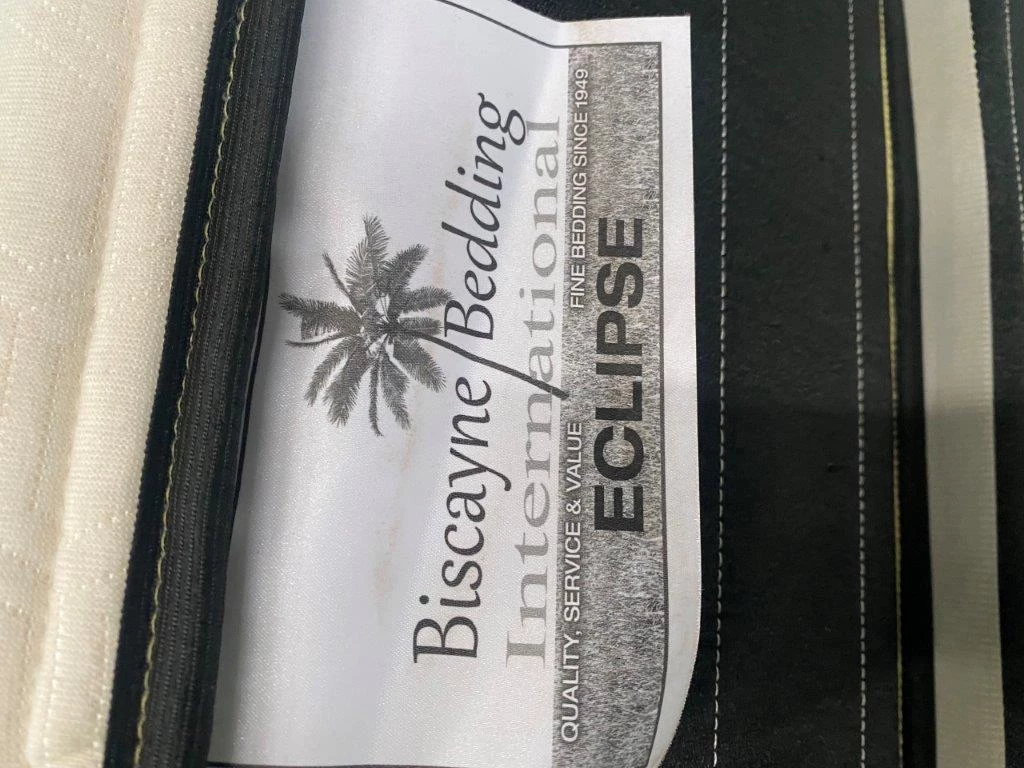 Biscayne Bedding
International
QUALITY, SERVICE & VALUE FINE BEDDING SINCE 1949
ECLIPSE